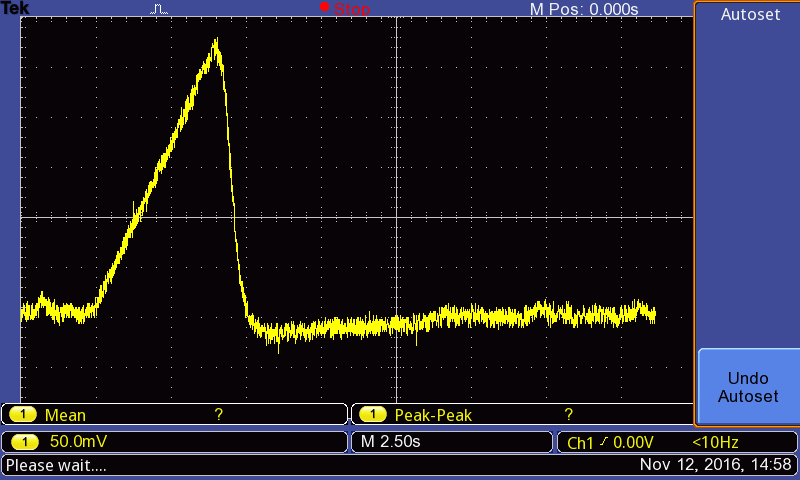 Tek Stop M Pos: 0.000s
Autoset
Undo
Autoset
1 Mean ? 1 Peak-Peak ?
1 50.0mV M 2.50s Ch1 0.00V <10Hz
Please wait.... Nov 12, 2016, 14:58